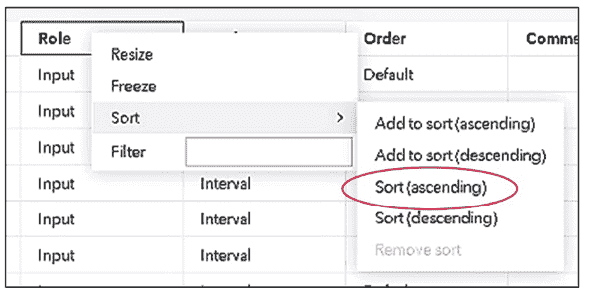 Role Order Comme
Input Default
Input
Input
Input Interval
Input Interval
Input Interval
Resize
Freeze
Sort
Filter
Add to sort (ascending)
Add to sort (descending)
Sort (ascending)
Sort (descending)
Remove sort